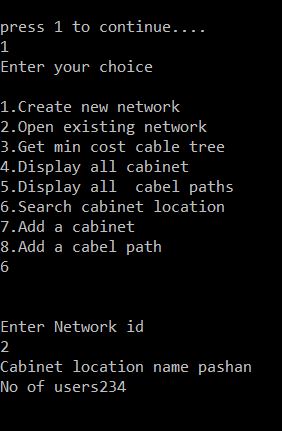 press 1 to continue....
1
Enter your choice
1.Create new network
2.Open existing network
3.Get min cost cable tree
4.Display all cabinet
5.Display all  cabel paths
6.Search cabinet location
7.Add a cabinet
8.Add a cabel path
6
Enter Network id
2
Cabinet location name pashan
No of users234